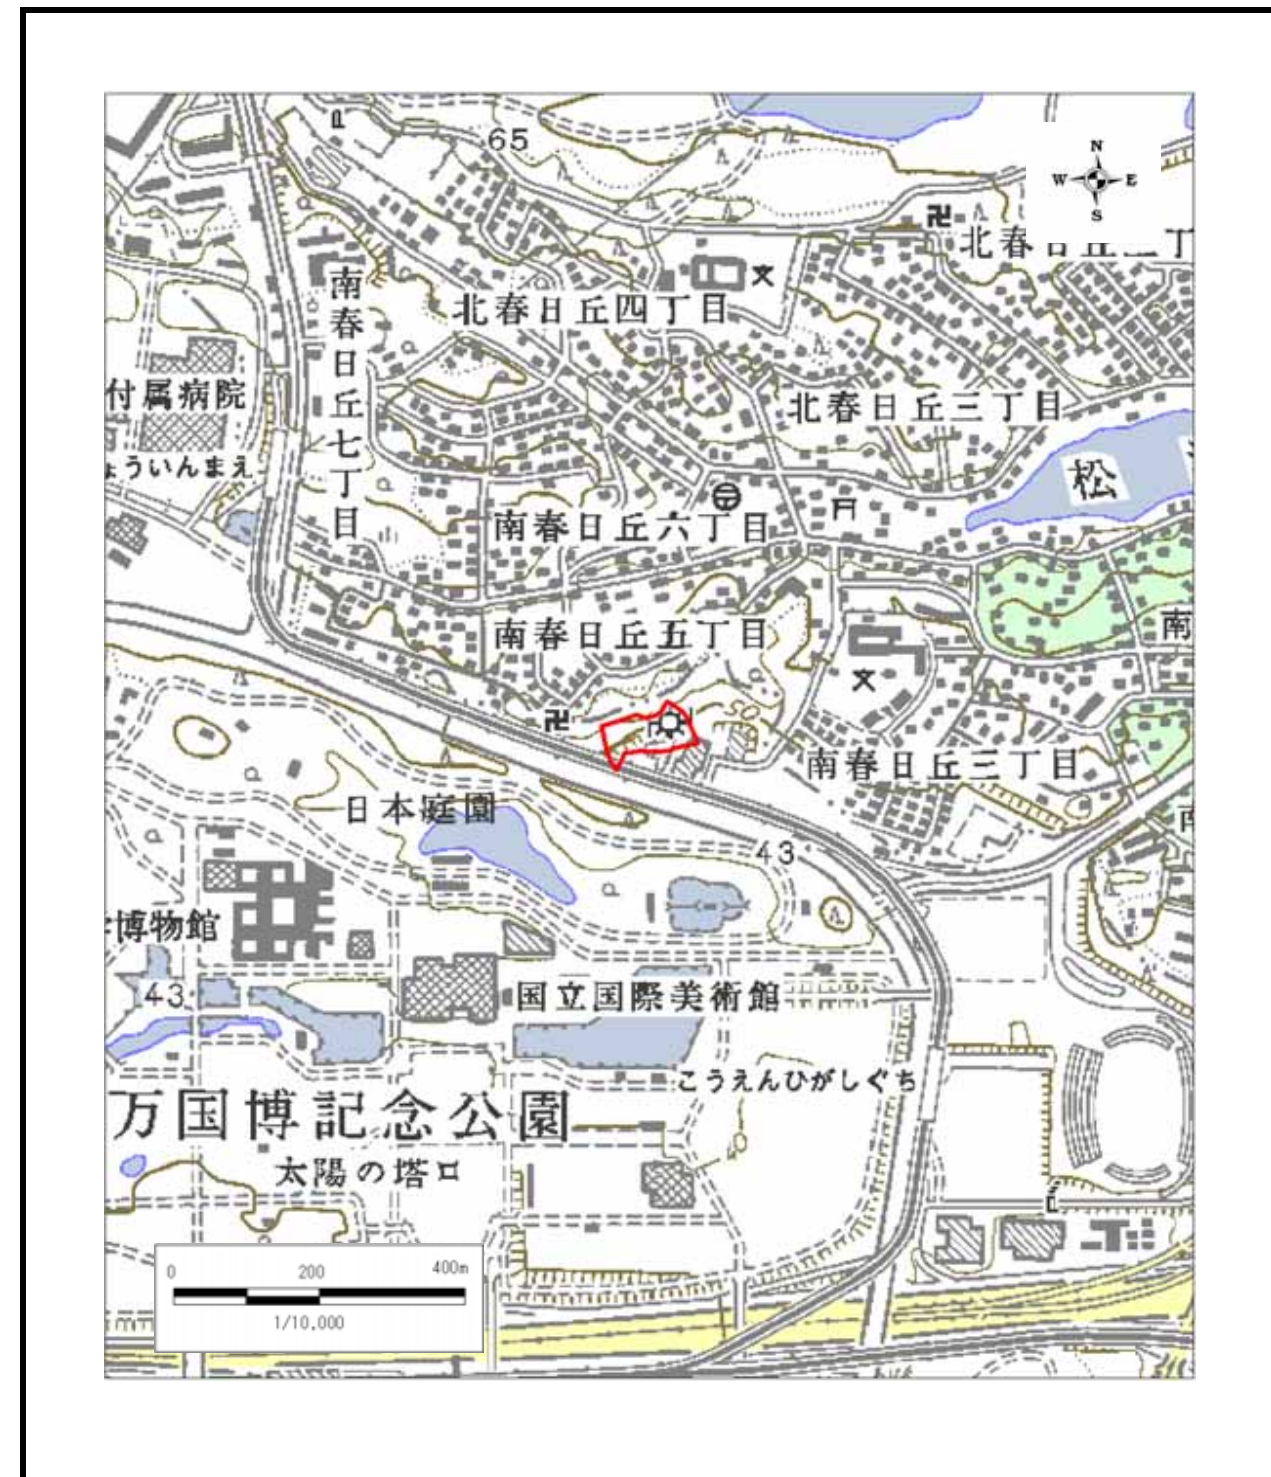 65
N
W E
S
南春日丘七丁目
北春日丘四丁目
付属病院
北春日丘三丁目
ょういんまえ
松
南春日丘六丁目
南春日丘五丁目
南
50
南春日丘三丁目
日本庭園
43
博物館
43
国立国際美術館
こうえんひがしぐち
万国博記念公園
40
太陽の塔口
0 200 400m
1/10,000